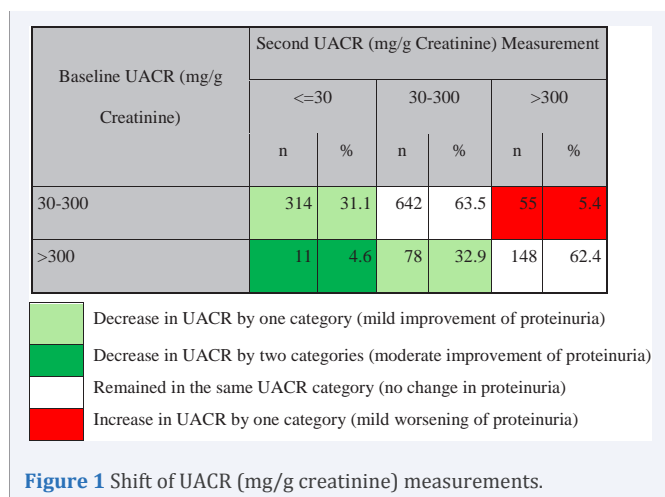 Second UACR (mg/g Creatinine) Measurement
Baseline UACR (mg/g
Creatinine)
<=30 30-300 >300
n % n % n %
30-300 314 31.1 642 63.5 55 5.4
>300 11 4.6 78 32.9 148 62.4
Decrease in UACR by one category (mild improvement of proteinuria)
Decrease in UACR by two categories (moderate improvement of proteinuria)
Remained in the same UACR category (no change in proteinuria)
Increase in UACR by one category (mild worsening of proteinuria)
Figure 1 Shift of UACR (mg/g creatinine) measurements.